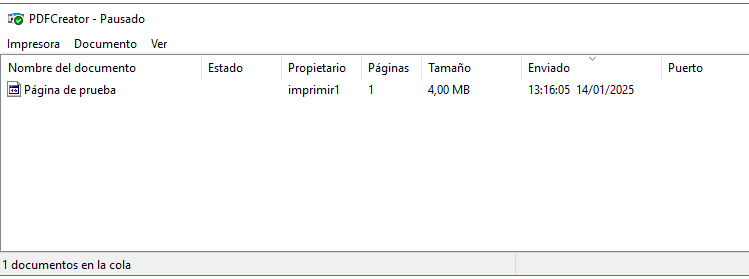 PDFCreator - Pausado
Impresora Documento Ver
Nombre del documento Estado Propietario Páginas Tamaño Enviado Puerto
Página de prueba imprimir1 1 4,00 MB 13:16:05 14/01/2025
1 documentos en la cola